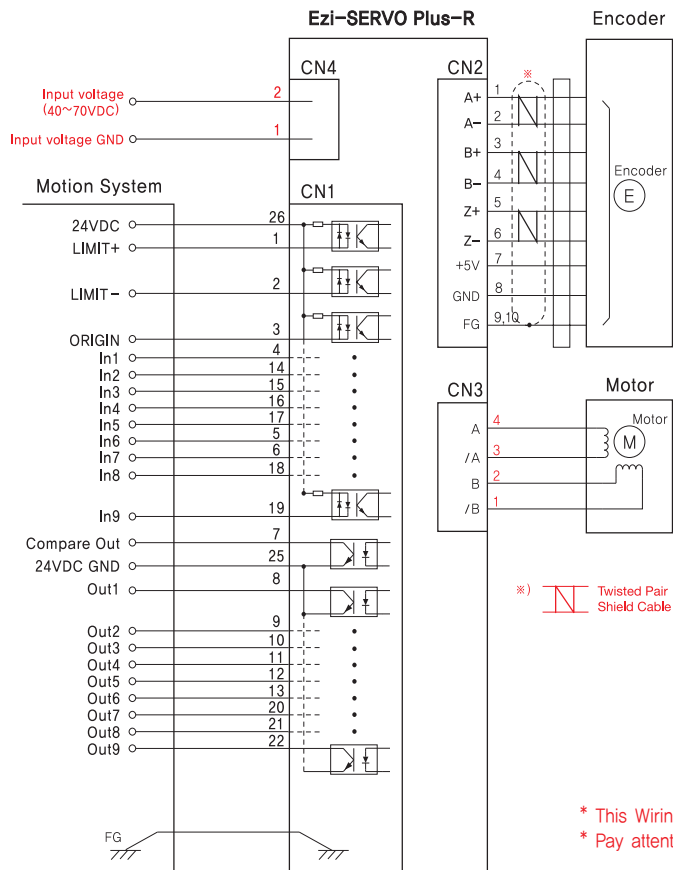 Ezi-SERVO Plus-R
Encoder
CN4
Input voltage
(40~70VDC)
2
Input voltage GND
1
CN2
※
A+ 1
A- 2
B+ 3
B- 4
Z+ 5
Z- 6
+5V 7
GND 8
FG 9,10
Encoder
E
Motion System
CN1
24VDC 26
LIMIT+ 1
LIMIT- 2
ORIGIN 3
In1 4
In2 14
In3 15
In4 16
In5 17
In6 5
In7 6
In8 18
In9 19
Compare Out 7
24VDC GND 25
Out1 8
Out2 9
Out3 10
Out4 11
Out5 12
Out6 13
Out7 20
Out8 21
Out9 22
FG
CN3
Motor
A 4
/A 3
B 2
/B 1
Motor
M
※)
Twisted Pair
Shield Cable
* This Wirin
* Pay attent